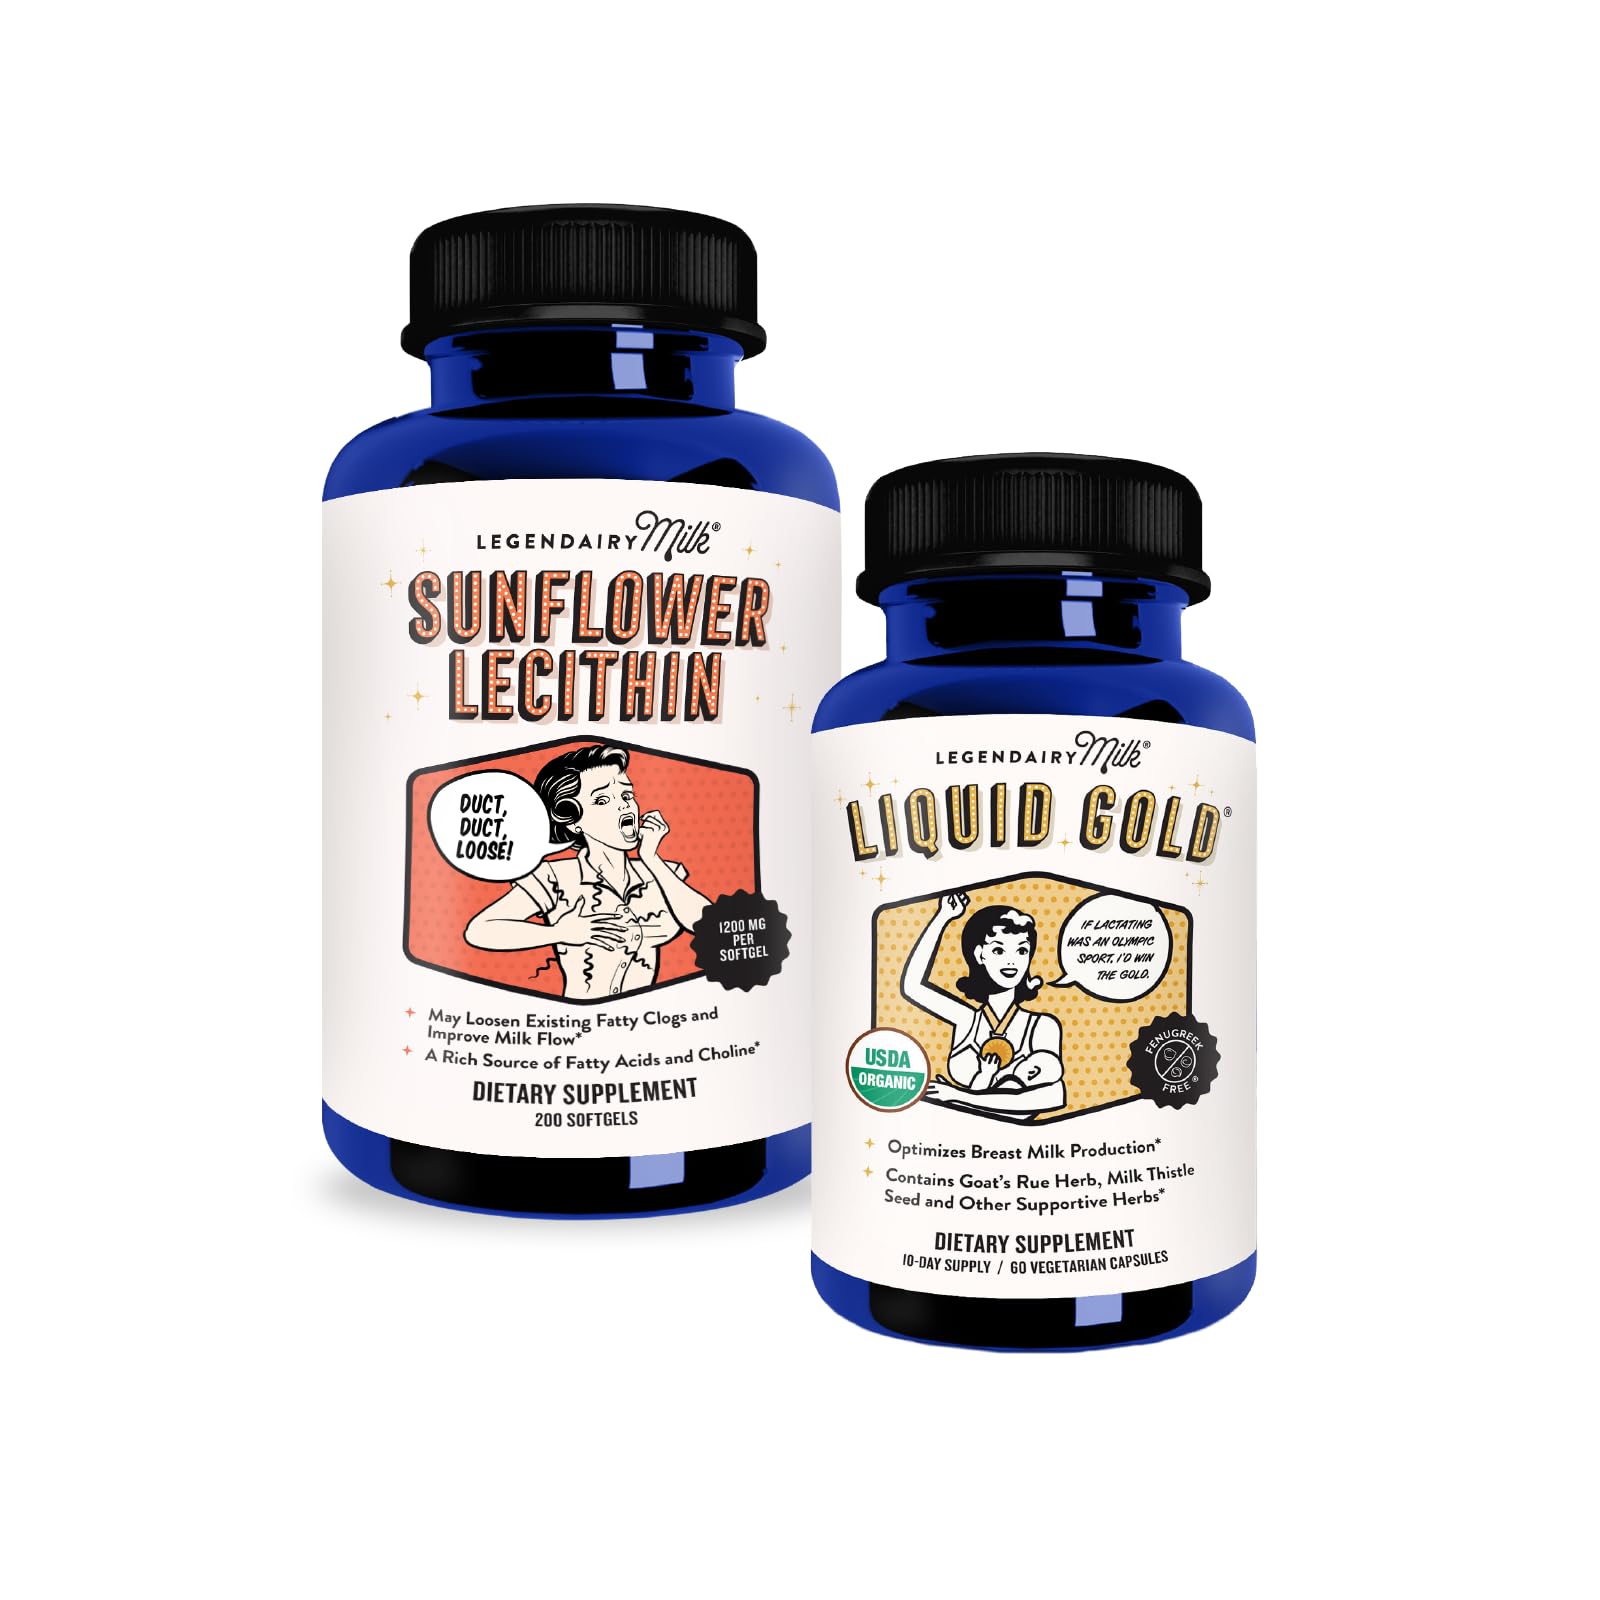 LEGENDAIRY Milk®
SUNFLOWER
LECITHIN
DUCT,
DUCT,
LOOSE!
1200 MG
PER
SOFTGEL
May Loosen Existing Fatty Clogs and
Improve Milk Flow*
A Rich Source of Fatty Acids and Choline*
DIETARY SUPPLEMENT
200 SOFTGELS
LEGENDAIRY Milk®
LIQUID GOLD®
IF LACTATING
WAS AN OLYMPIC
SPORT, I'D WIN
THE GOLD.
USDA
ORGANIC
FENUGREEK
FREE®
Optimizes Breast Milk Production*
Contains Goat's Rue Herb, Milk Thistle
Seed and Other Supportive Herbs*
DIETARY SUPPLEMENT
10-DAY SUPPLY / 60 VEGETARIAN CAPSULES